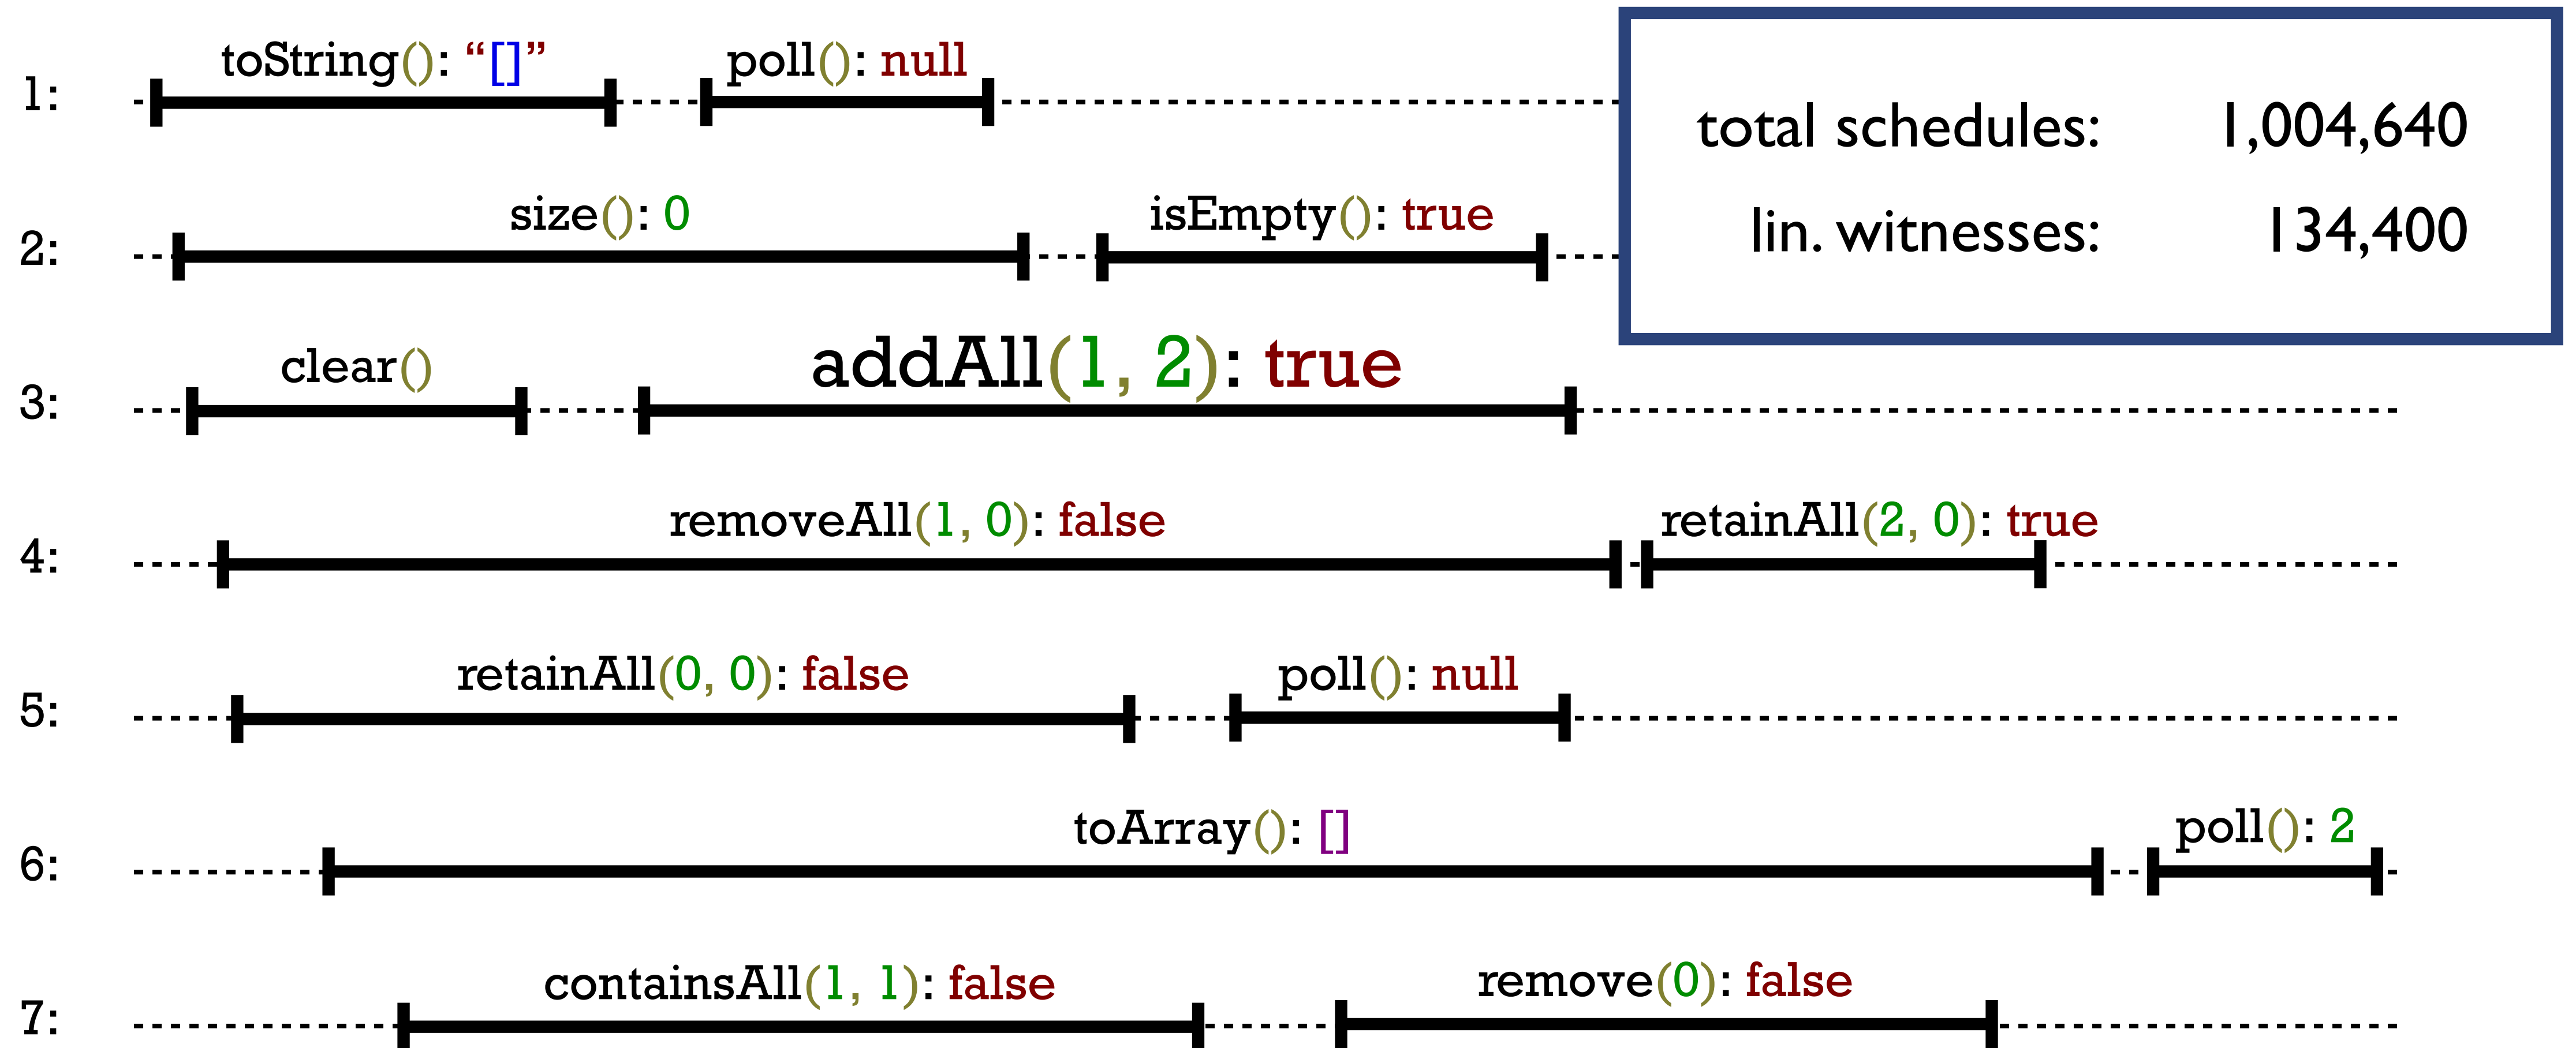 1: toString(): “[]” poll(): null
total schedules: 1,004,640
2: size(): 0 isEmpty(): true
lin. witnesses: 134,400
3: clear() addAll(1, 2): true
4: removeAll(1, 0): false retainAll(2, 0): true
5: retainAll(0, 0): false poll(): null
6: toArray(): [] poll(): 2
7: containsAll(1, 1): false remove(0): false